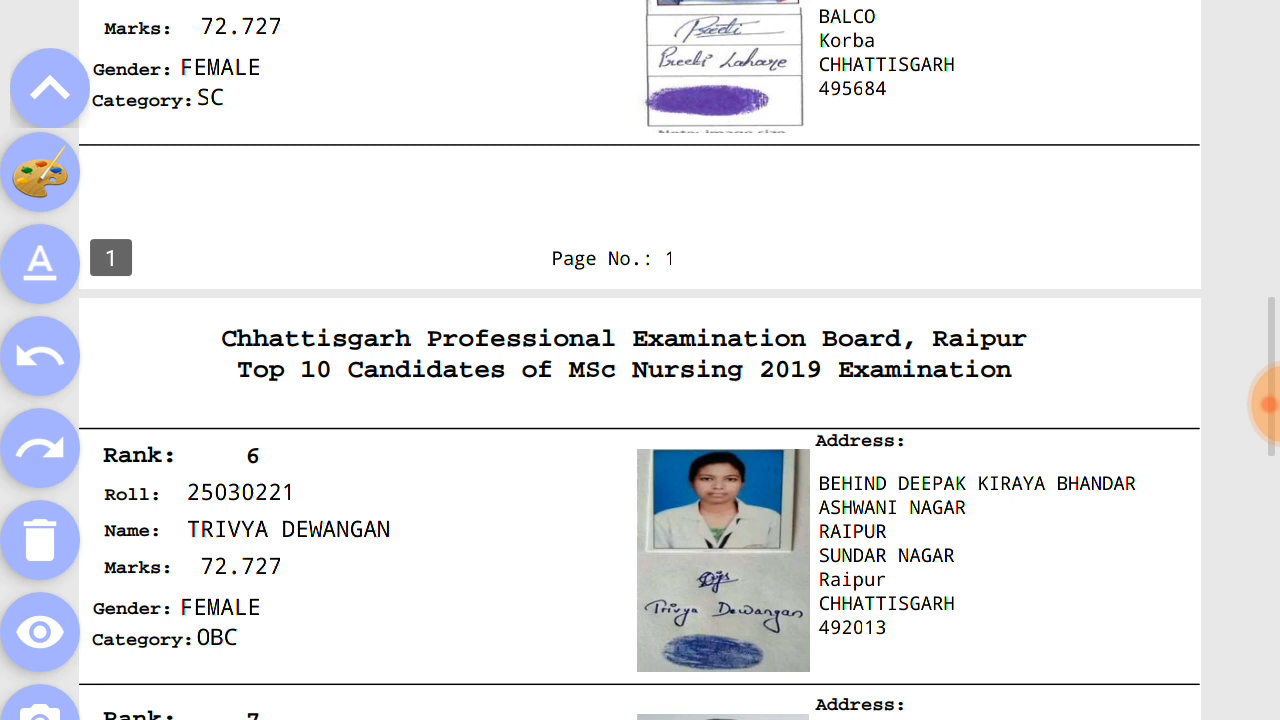 Marks: 72.727
Gender: FEMALE
Category: SC
Preeti Lahare
BALCO
Korba
CHHATTISGARH
495684
1
Page No.: 1
Chhattisgarh Professional Examination Board, Raipur
Top 10 Candidates of MSc Nursing 2019 Examination
Rank: 6
Roll: 25030221
Name: TRIVYA DEWANGAN
Marks: 72.727
Gender: FEMALE
Category: OBC
Trivya Dewangan
Address:
BEHIND DEEPAK KIRAYA BHANDAR
ASHWANI NAGAR
RAIPUR
SUNDAR NAGAR
Raipur
CHHATTISGARH
492013
Rank: 7
Address: